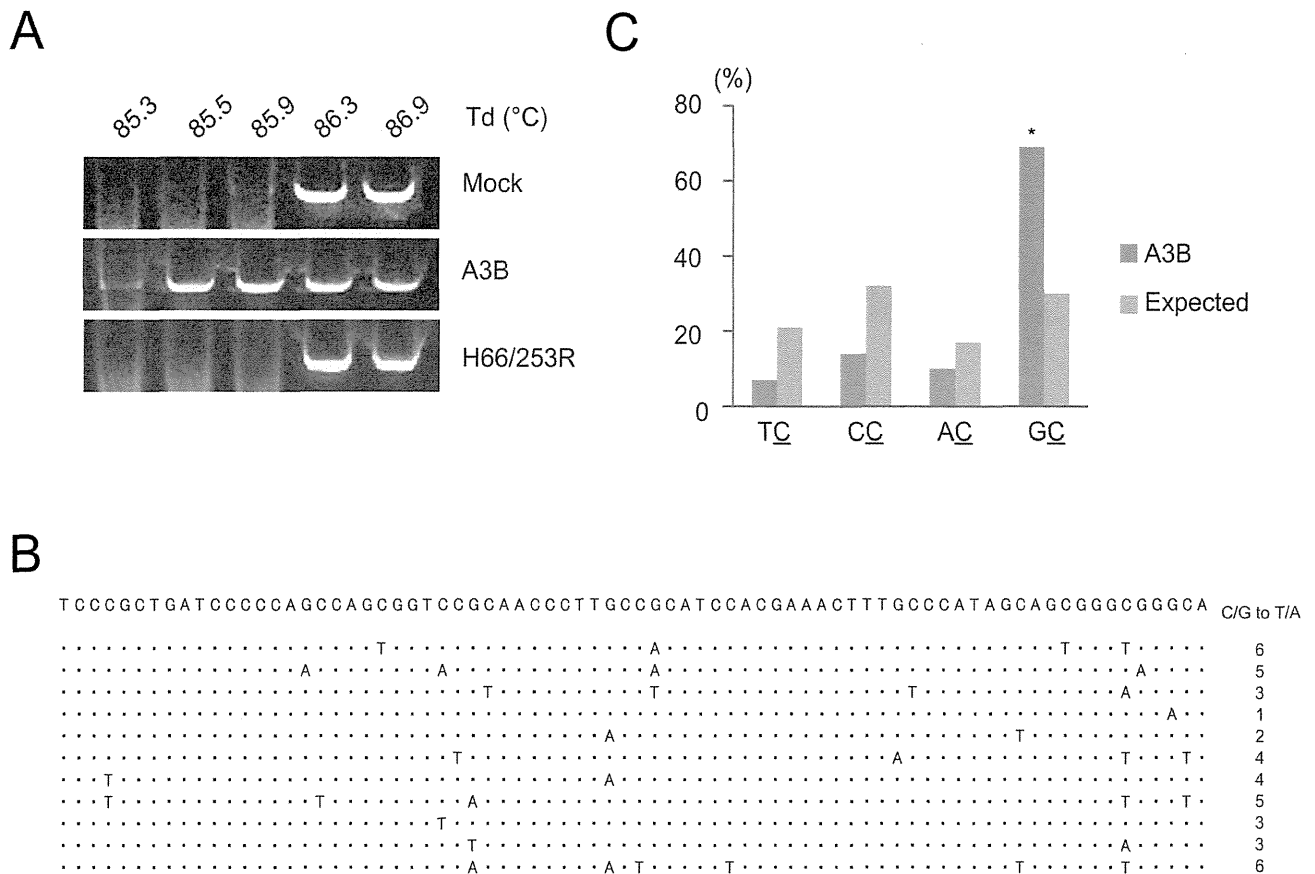 A
85.3 85.5 85.9 86.3 86.9 Td (°C)
Mock
A3B
H66/253R
C
(%)
80
60
40
20
0
*
TC CC AC GC
A3B
Expected
B
TCCCGCTGATCCCCCAGCCAGCGGTCCGCAACCCTTGCCGCATCCACGAAACTTTGCCCATAGCAGCGGGCGGGCA C/G to T/A
T A T T 6
A A A A 5
T T T A 3
A 1
A T 2
T A T T 4
T A 4
T T A T T 5
T 3
T A 3
A A T T T T 6